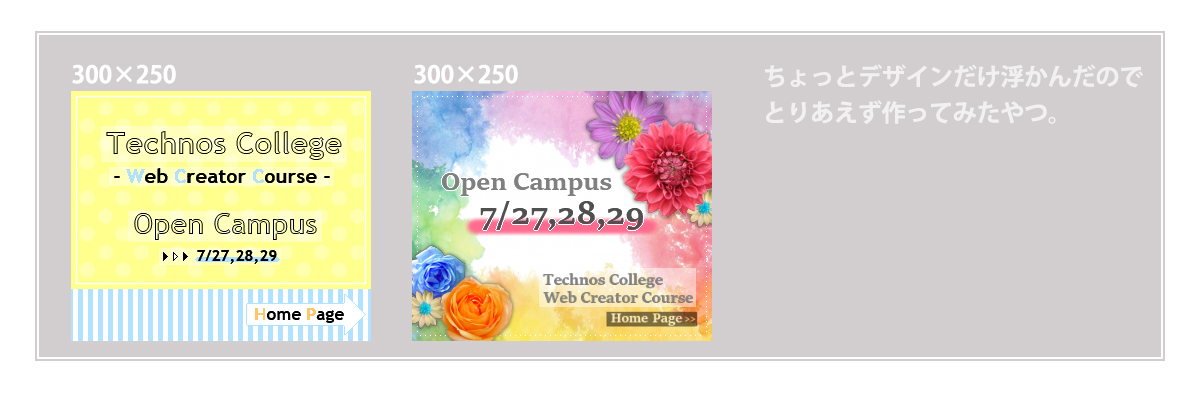 300×250
Technos College
- Web Creator Course -
Open Campus
7/27,28,29
Home Page
300×250
Open Campus
7/27,28,29
Technos College
Web Creator Course
Home Page >>
ちょっとデザインだけ浮かんだので
とりあえず作ってみたやつ。